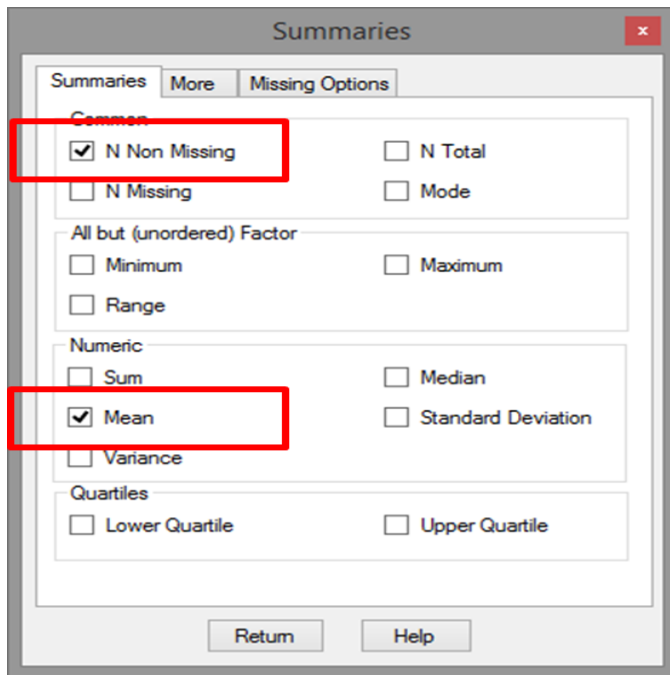 Summaries
x
Summaries More Missing Options
Common
N Non Missing N Total
N Missing Mode
All but (unordered) Factor
Minimum Maximum
Range
Numeric
Sum Median
Mean Standard Deviation
Variance
Quartiles
Lower Quartile Upper Quartile
Return Help